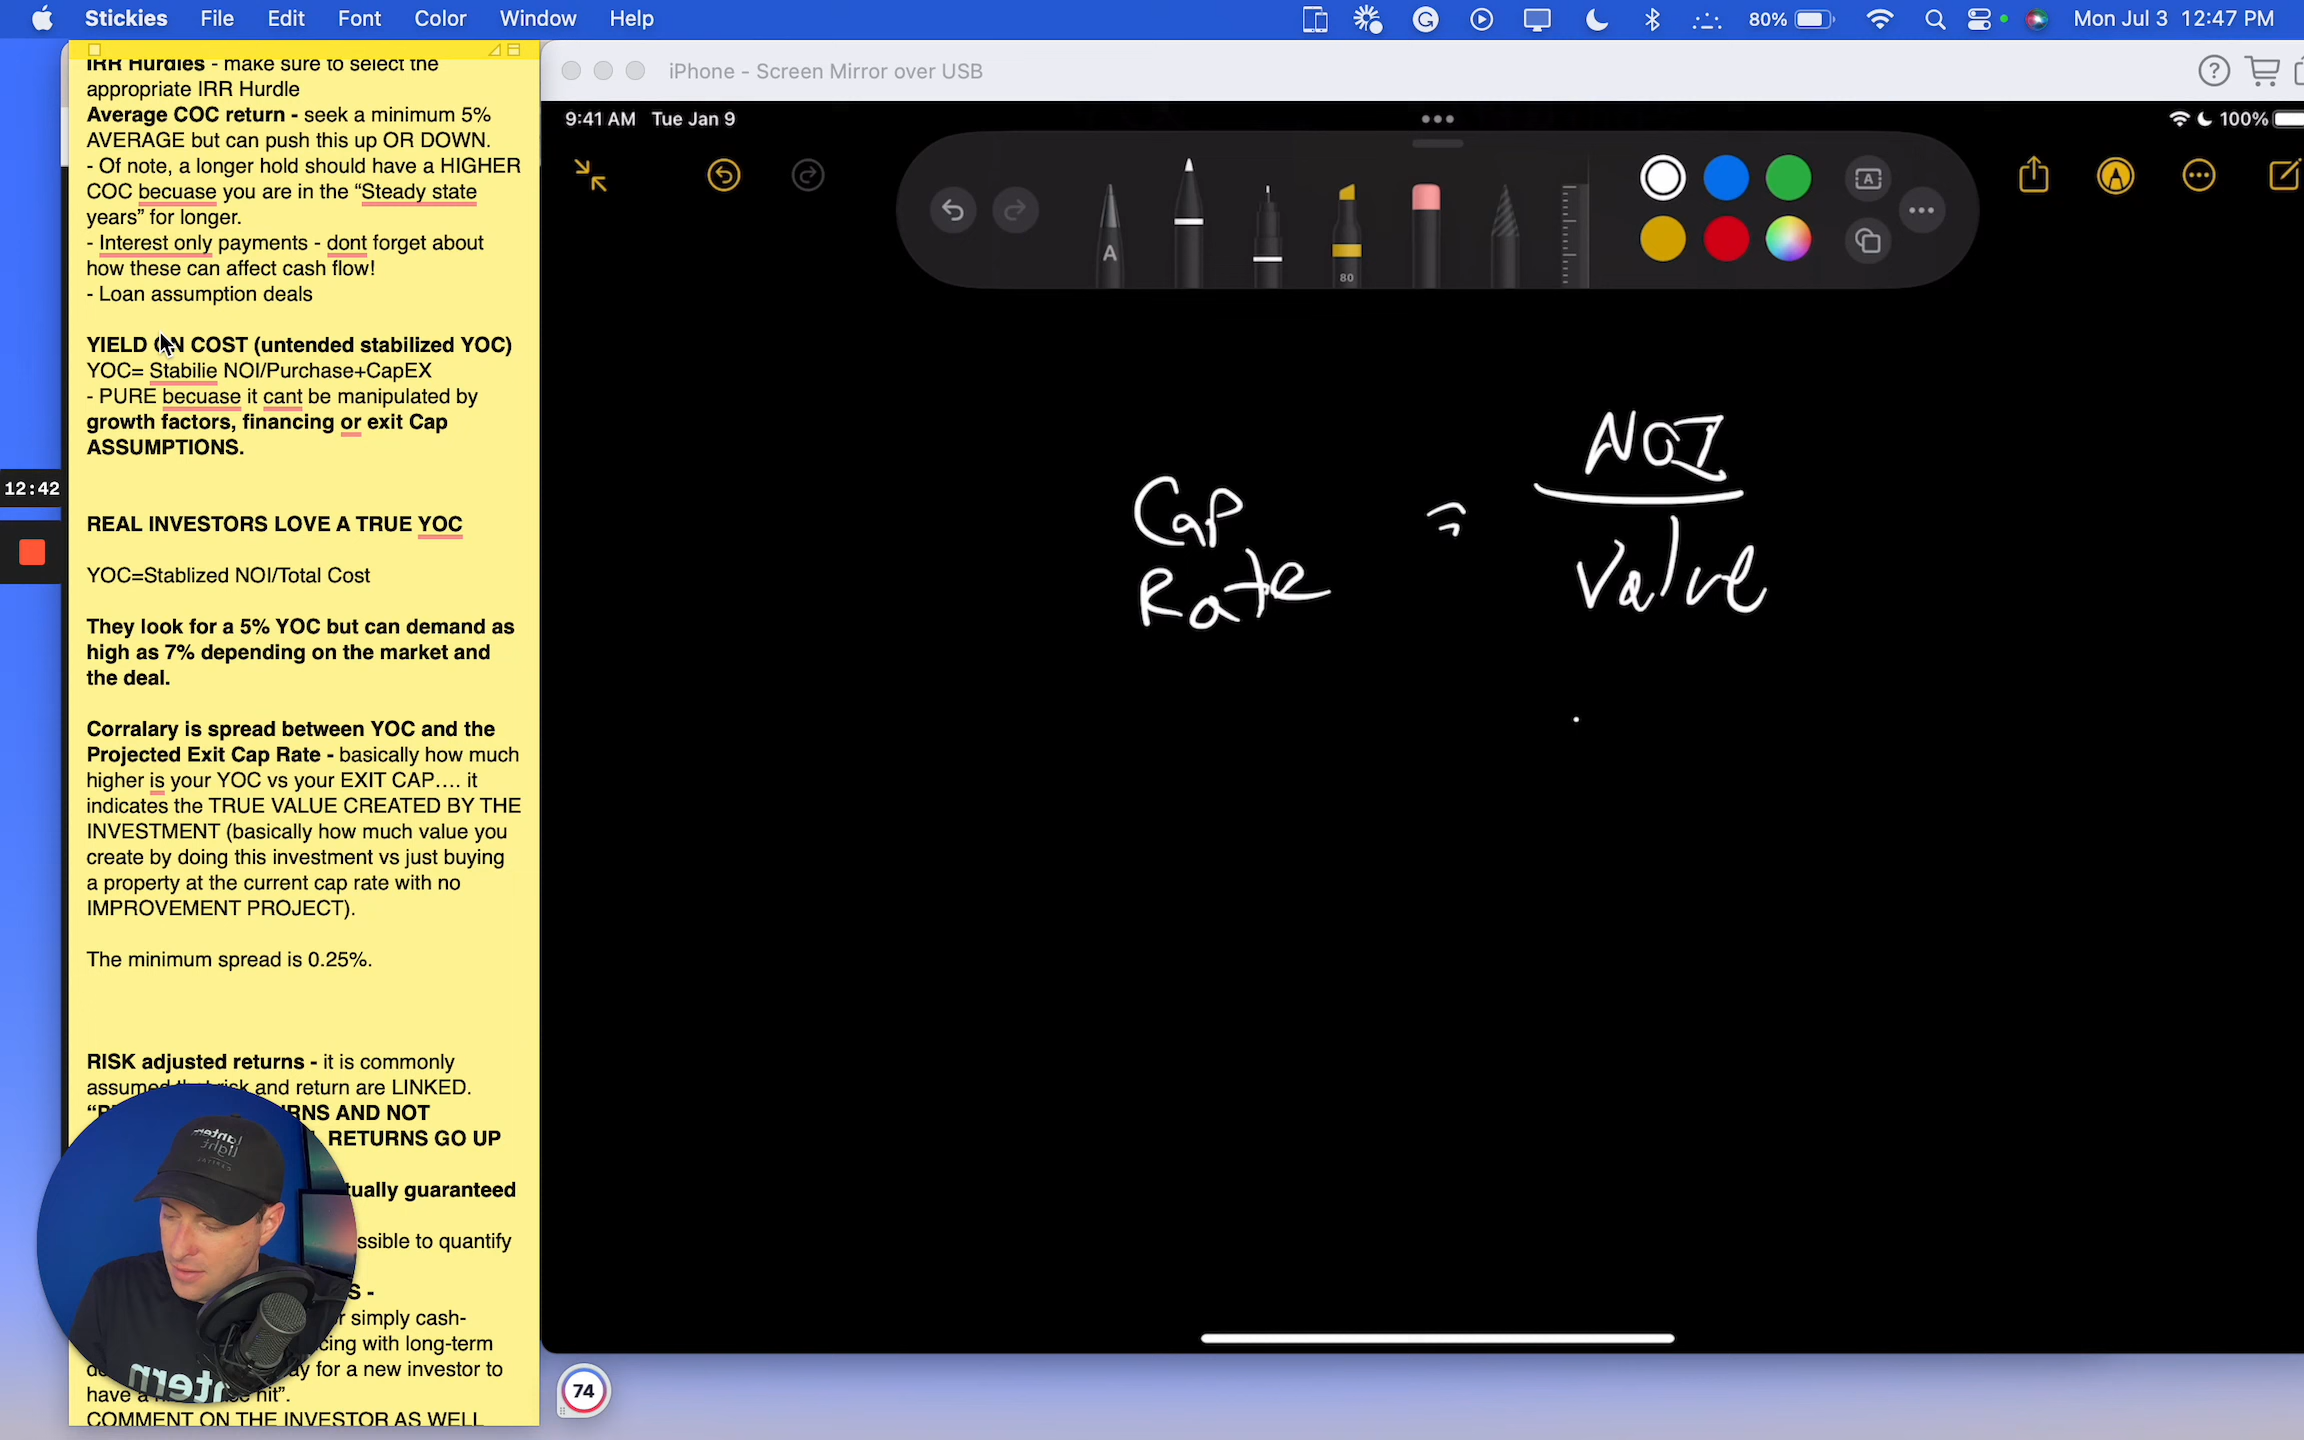 Stickies File Edit Font Color Window Help 80% Mon Jul 3 12:47 PM
IRR Hurdles - make sure to select the
appropriate IRR Hurdle
Average COC return - seek a minimum 5%
AVERAGE but can push this up OR DOWN.
- Of note, a longer hold should have a HIGHER
COC becuase you are in the “Steady state
years” for longer.
- Interest only payments - dont forget about
how these can affect cash flow!
- Loan assumption deals
YIELD ON COST (untended stabilized YOC)
YOC= Stabilie NOI/Purchase+CapEX
- PURE becuase it cant be manipulated by
growth factors, financing or exit Cap
ASSUMPTIONS.
12:42
REAL INVESTORS LOVE A TRUE YOC
YOC=Stablized NOI/Total Cost
They look for a 5% YOC but can demand as
high as 7% depending on the market and
the deal.
Corralary is spread between YOC and the
Projected Exit Cap Rate - basically how much
higher is your YOC vs your EXIT CAP.... it
indicates the TRUE VALUE CREATED BY THE
INVESTMENT (basically how much value you
create by doing this investment vs just buying
a property at the current cap rate with no
IMPROVEMENT PROJECT).
The minimum spread is 0.25%.
RISK adjusted returns - it is commonly
assumed that risk and return are LINKED.
AND NOT
RETURNS GO UP
guaranteed
to quantify
simply cash-
with long-term
for a new investor to
have a hit”.
COMMENT ON THE INVESTOR AS WELL
iPhone - Screen Mirror over USB
9:41 AM Tue Jan 9 100%
A 80 A
NOI
Cap = 
Rate Value
lantern
light
CAPITAL
lantern
74